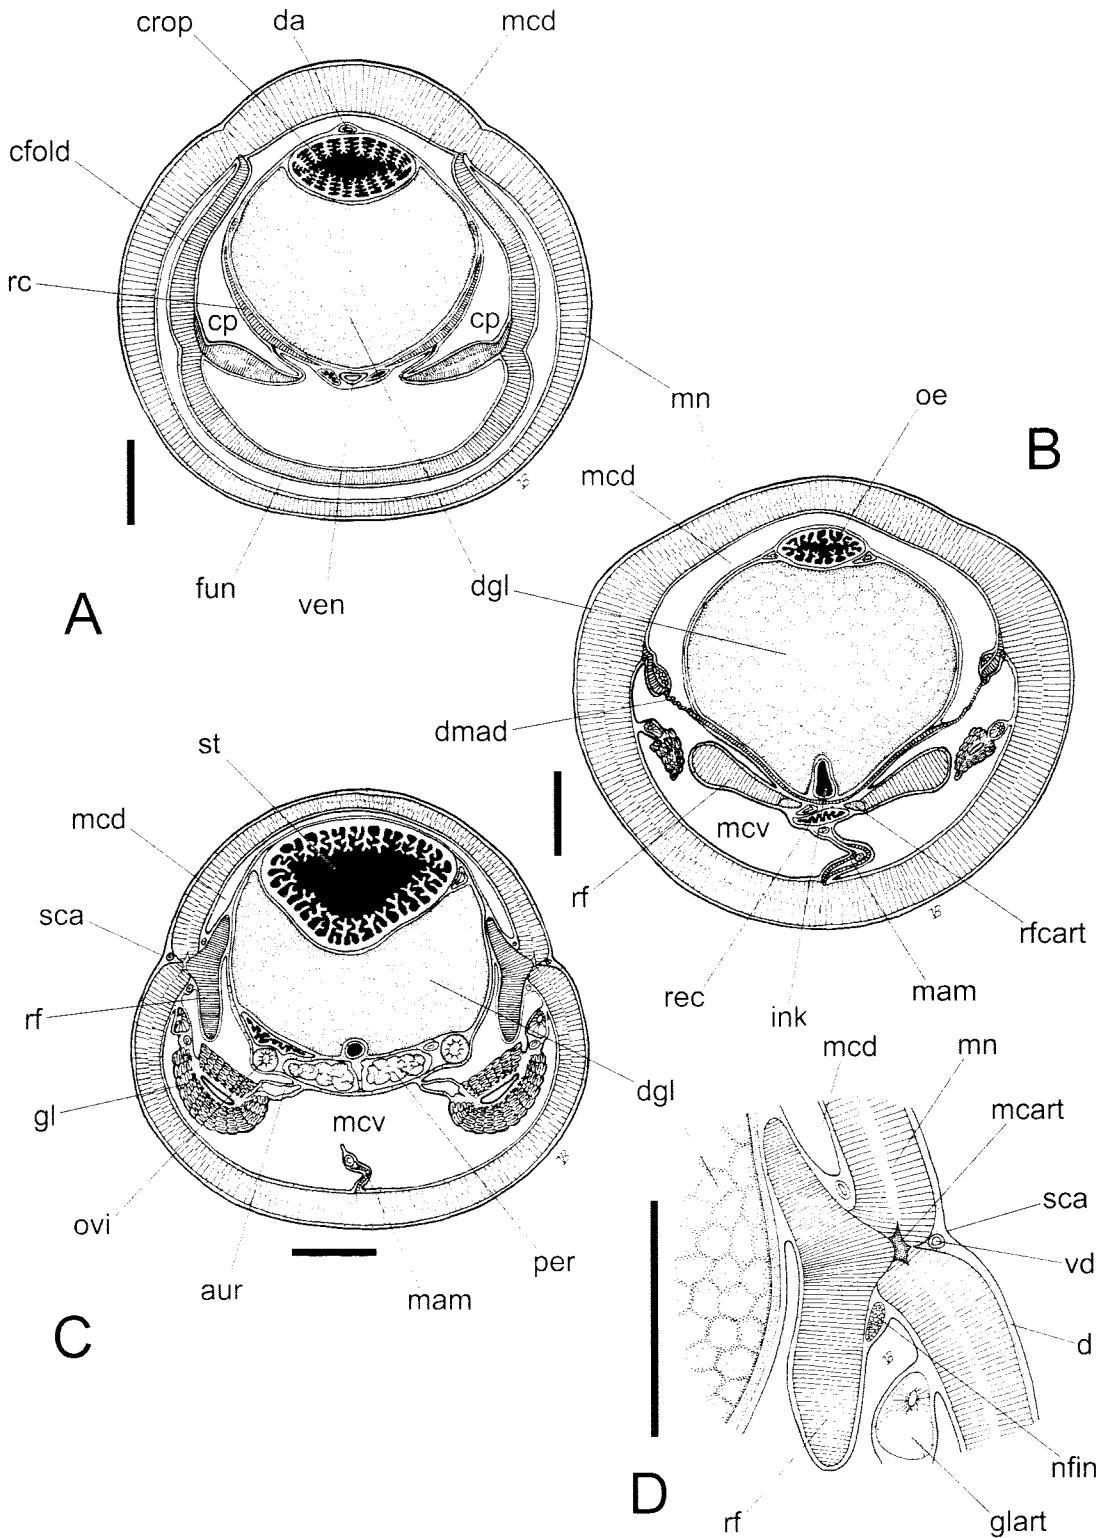 crop da mcd
cfold
rc
cp cp
mn
oe
B
mcd
fun ven dgl
A
dmad
st
mcd
mcv
sca
rf
rfcart
rf
rec ink mam
mcd mn
gl
mcv
dgl
mcart
sca
ovi
aur mam per
vd
C
d
nfin
D
rf glart